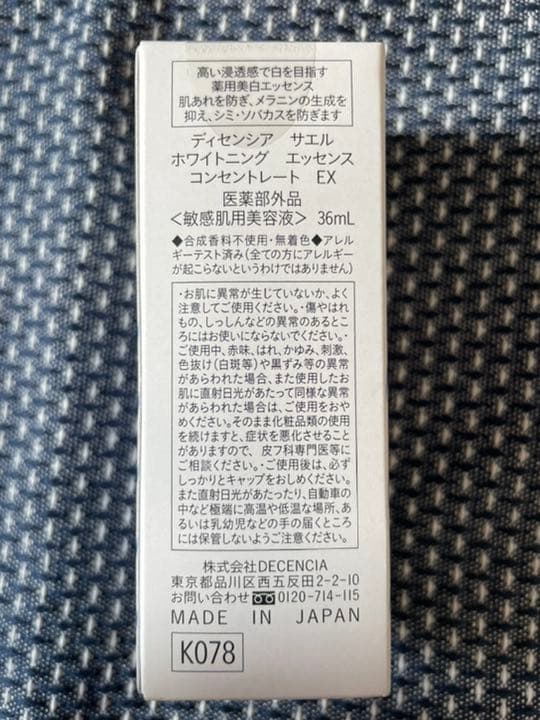 高い浸透感で白を目指す
薬用美白エッセンス
肌あれを防ぎ、メラニンの生成を
抑え、シミ・ソバカスを防ぎます
ディセンシア サエル
ホワイトニング エッセンス
コンセントレート EX
医薬部外品
＜敏感肌用美容液＞ 36mL
◆合成香料不使用・無着色◆アレル
ギーテスト済み（全ての方にアレルギー
が起こらないというわけではありません）
・お肌に異常が生じていないか、よく
注意してご使用ください。・傷やはれ
もの、しっしんなどの異常のあるとこ
ろにはお使いにならないでください。・
ご使用中、赤味、はれ、かゆみ、刺激、
色抜け（白斑等）や黒ずみ等の異常
があらわれた場合、また使用したお
肌に直射日光があたって同様な異常
があらわれた場合は、ご使用をおや
めください。そのまま化粧品類の使用
を続けますと、症状を悪化させること
がありますので、皮フ科専門医等に
ご相談ください。・ご使用後は、必ず
しっかりとキャップをおしめください。
また直射日光があたったり、自動車の
中など極端に高温や低温な場所、あ
るいは乳幼児などの手の届くところ
には保管しないようご注意ください。
株式会社DECENCIA
東京都品川区西五反田2-2-10
お問い合わせ 0120-714-115
MADE IN JAPAN
K078